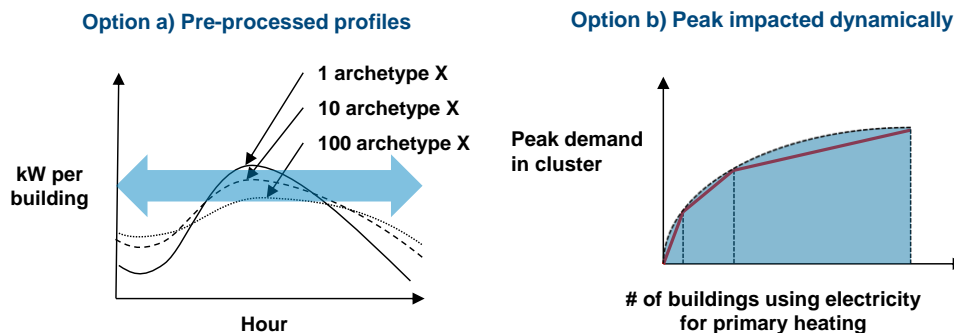 Option a) Pre-processed profiles
1 archetype X
10 archetype X
100 archetype X
kW per
building
Hour
Option b) Peak impacted dynamically
Peak demand
in cluster
# of buildings using electricity
for primary heating